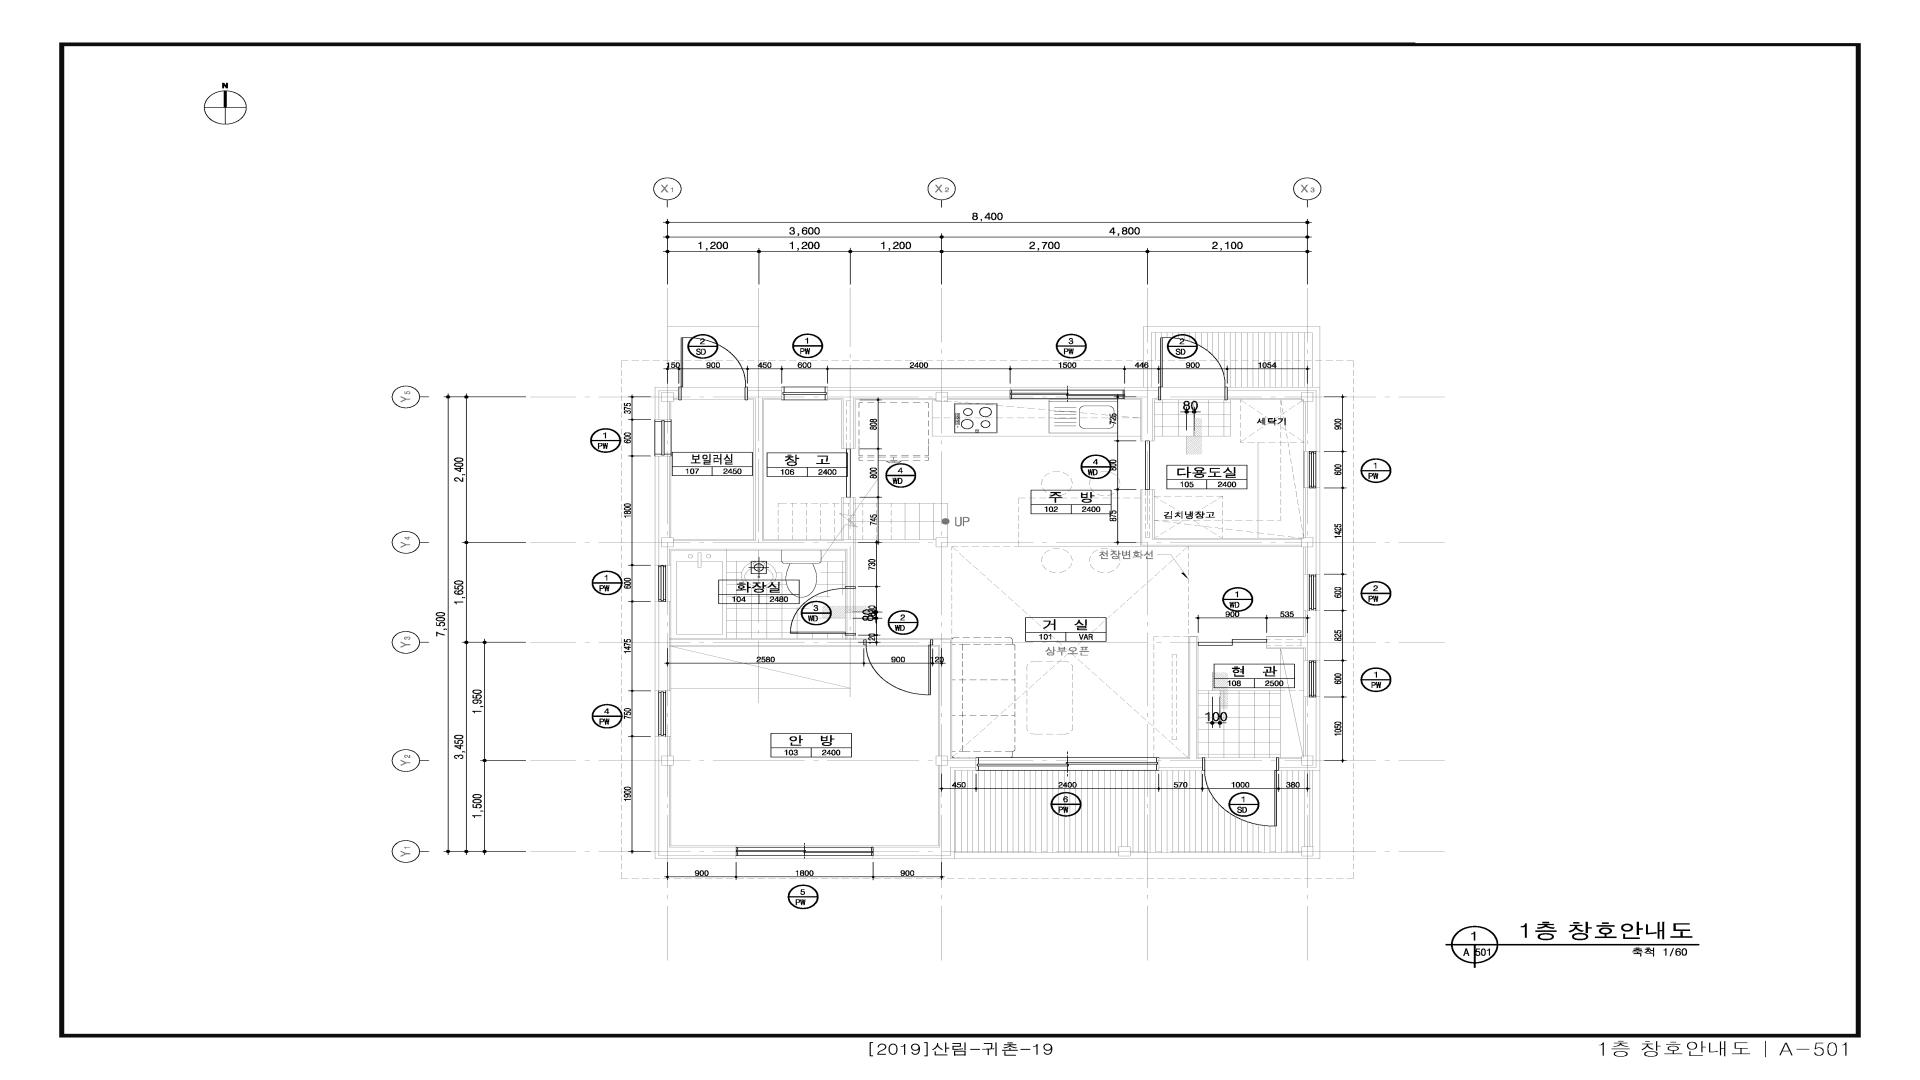 N
X1 X2 X3
8,400
3,600 4,800
1,200 1,200 1,200 2,700 2,100
2 SD
1 PW
3 PW
2 SD
150 900 450 600 2400 1500 446 900 1054
Y5
Y4
Y3
Y2
Y1
7,500
2,400
1,650
3,450
1,950
1,500
375
600
1800
600
1475
750
1900
1 PW
1 PW
4 PW
보일러실
107 2450
창 고
106 2400
808
800
745
730
120
4 WD
UP
725
800
875
4 WD
주 방
102 2400
80
세탁기
다용도실
105 2400
김치냉장고
900
600
1425
600
825
600
1050
1 PW
2 PW
1 PW
천장변화선
화장실
104 2480
3 WD
80
2 WD
1 WD
900 535
거 실
101 VAR
상부오픈
2580 900 120
현 관
108 2500
100
안 방
103 2400
450 2400 570 1000 380
6 PW
1 SD
900 1800 900
5 PW
1
A 501
1층 창호안내도
축척 1/60
[2019]산림-귀촌-19
1층 창호안내도 | A-501